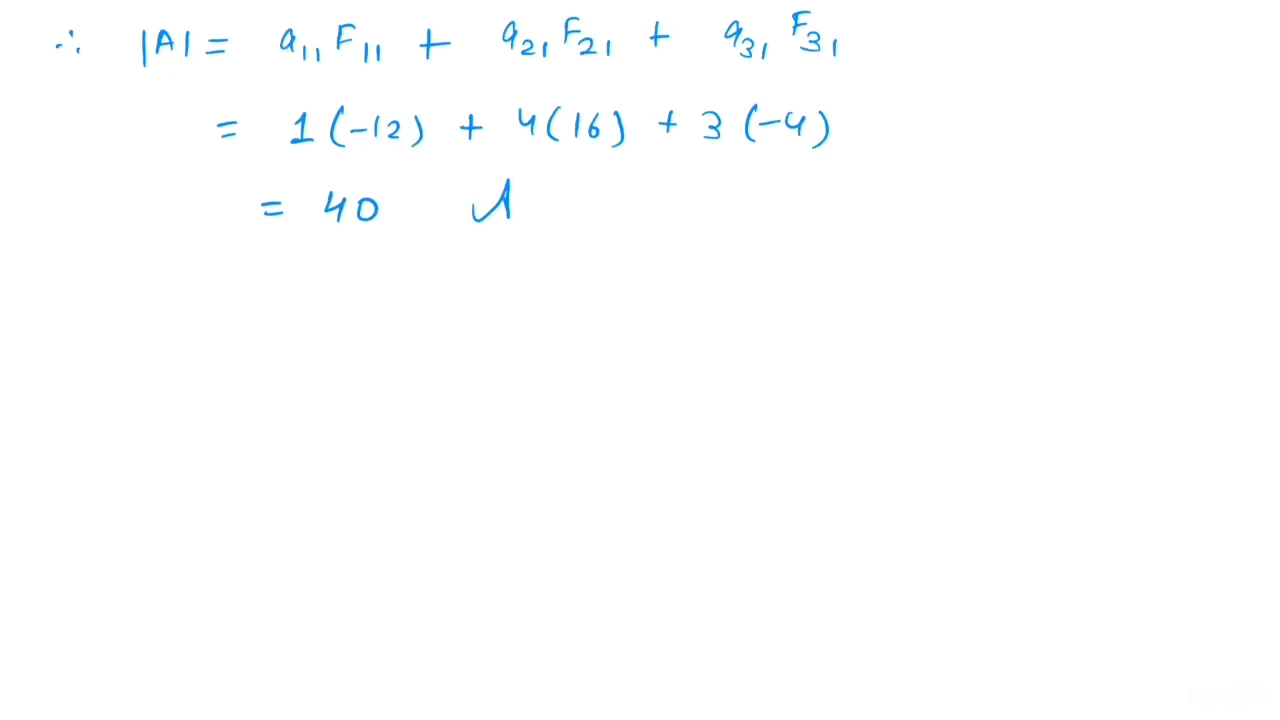 ∴ |A| = a₁₁ F₁₁ + a₂₁ F₂₁ + a₃₁ F₃₁
= 1 (-12) + 4(16) + 3 (-4)
= 40